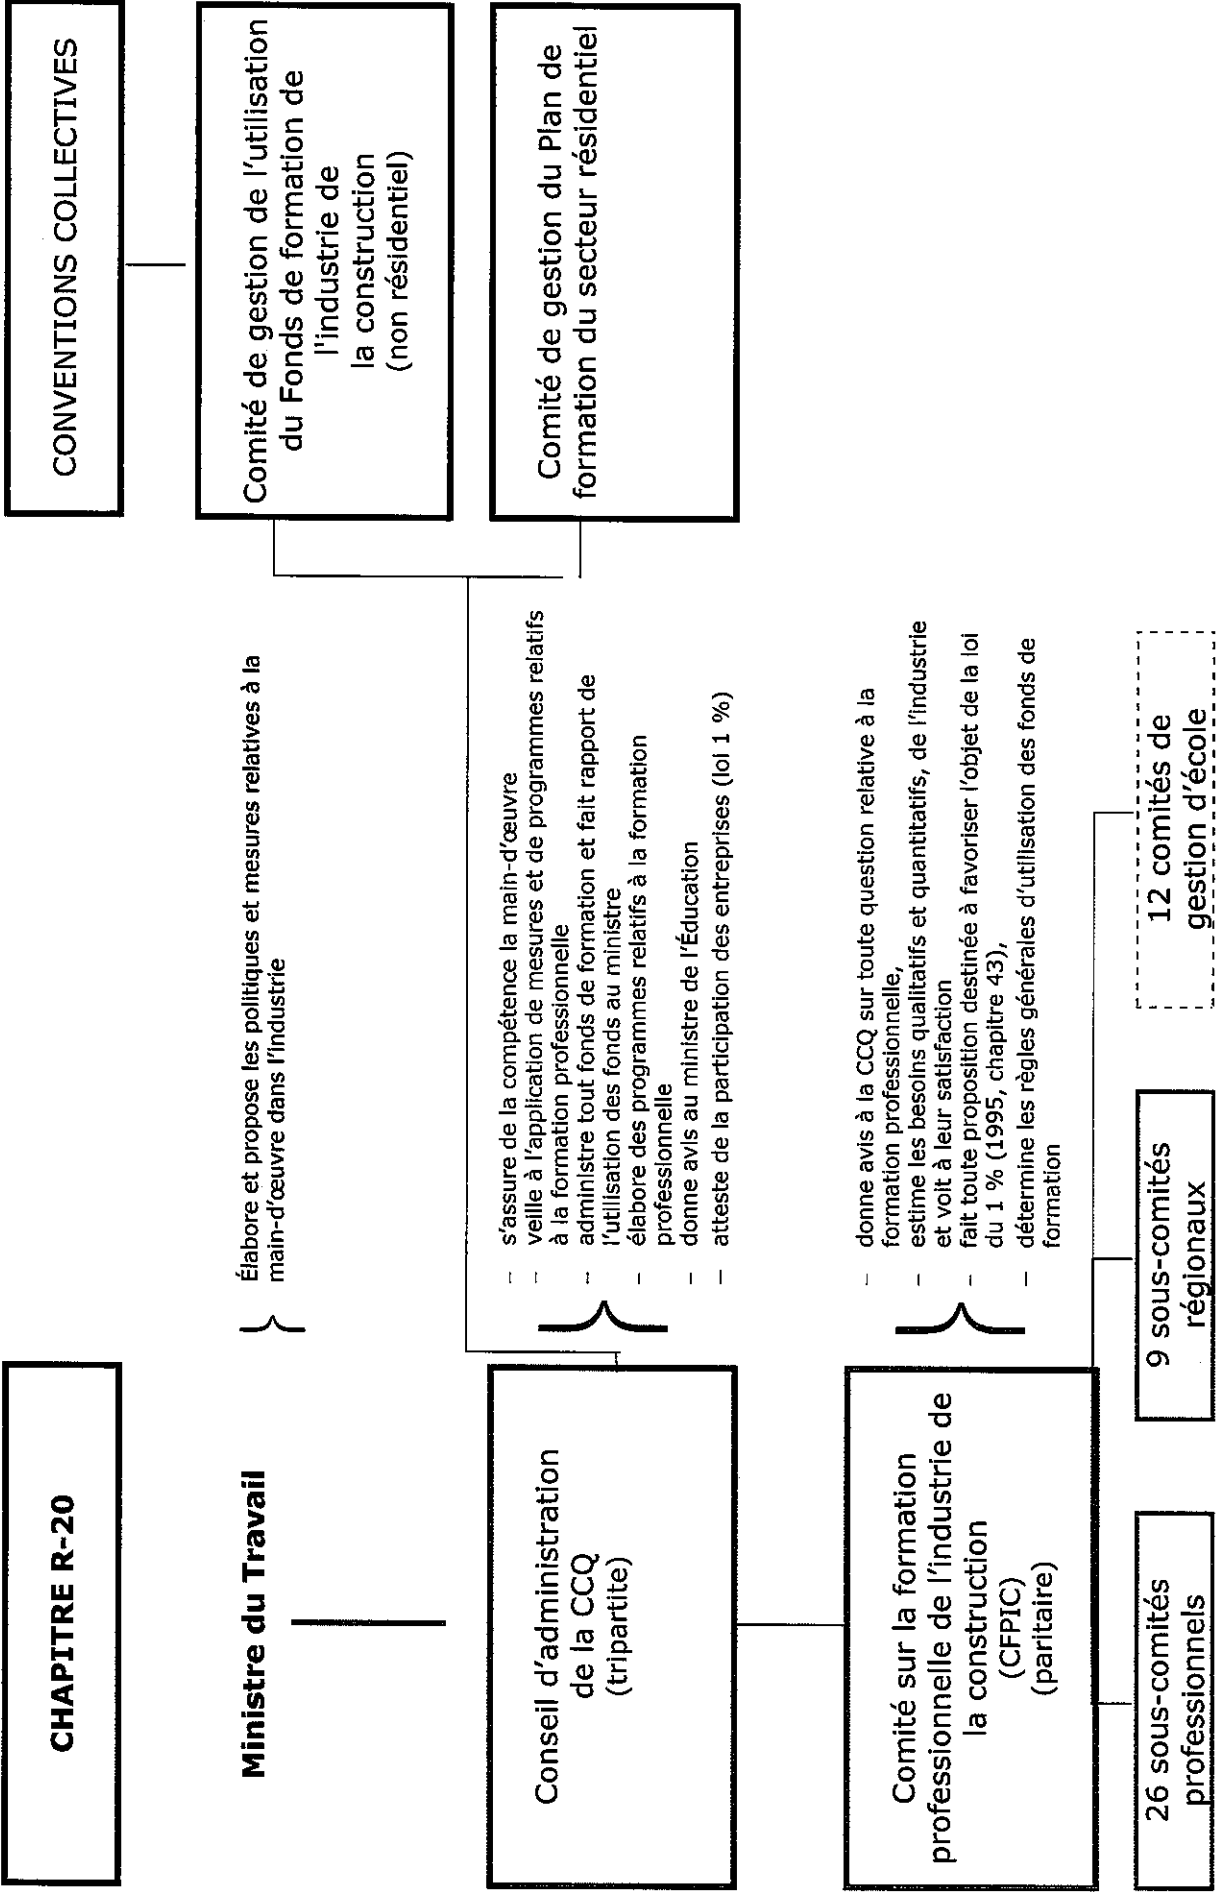 CHAPITRE R-20
CONVENTIONS COLLECTIVES
Ministre du Travail
Élabore et propose les politiques et mesures relatives à la
main-d'œuvre dans l'industrie
Comité de gestion de l'utilisation
du Fonds de formation de
l'industrie de
la construction
(non résidentiel)
Conseil d'administration
de la CCQ
(tripartite)
– s'assure de la compétence la main-d'œuvre
– veille à l'application de mesures et de programmes relatifs
à la formation professionnelle
– administre tout fonds de formation et fait rapport de
l'utilisation des fonds au ministre
– élabore des programmes relatifs à la formation
professionnelle
– donne avis au ministre de l'Éducation
– atteste de la participation des entreprises (loi 1 %)
Comité de gestion du Plan de
formation du secteur résidentiel
Comité sur la formation
professionnelle de l'industrie de
la construction
(CFPIC)
(paritaire)
– donne avis à la CCQ sur toute question relative à la
formation professionnelle,
– estime les besoins qualitatifs et quantitatifs, de l'industrie
et voit à leur satisfaction
– fait toute proposition destinée à favoriser l'objet de la loi
du 1 % (1995, chapitre 43),
– détermine les règles générales d'utilisation des fonds de
formation
26 sous-comités
professionnels
9 sous-comités
régionaux
12 comités de
gestion d'école